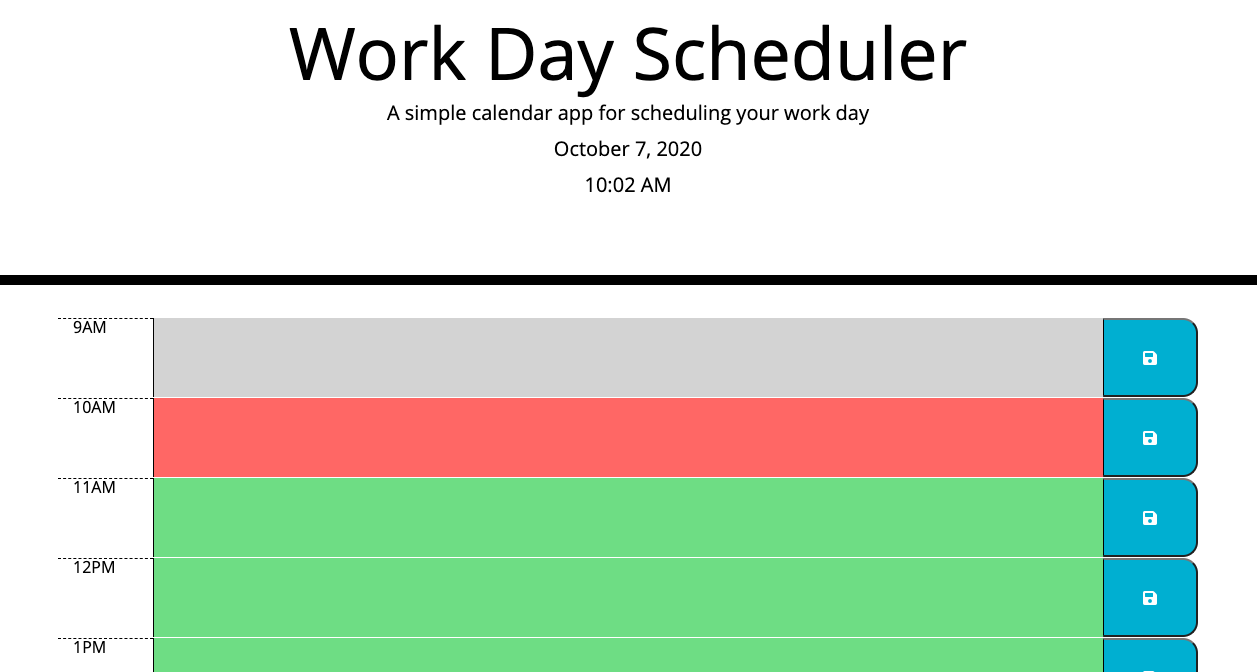 Work Day Scheduler
A simple calendar app for scheduling your work day
October 7, 2020
10:02 AM
9AM
10AM
11AM
12PM
1PM